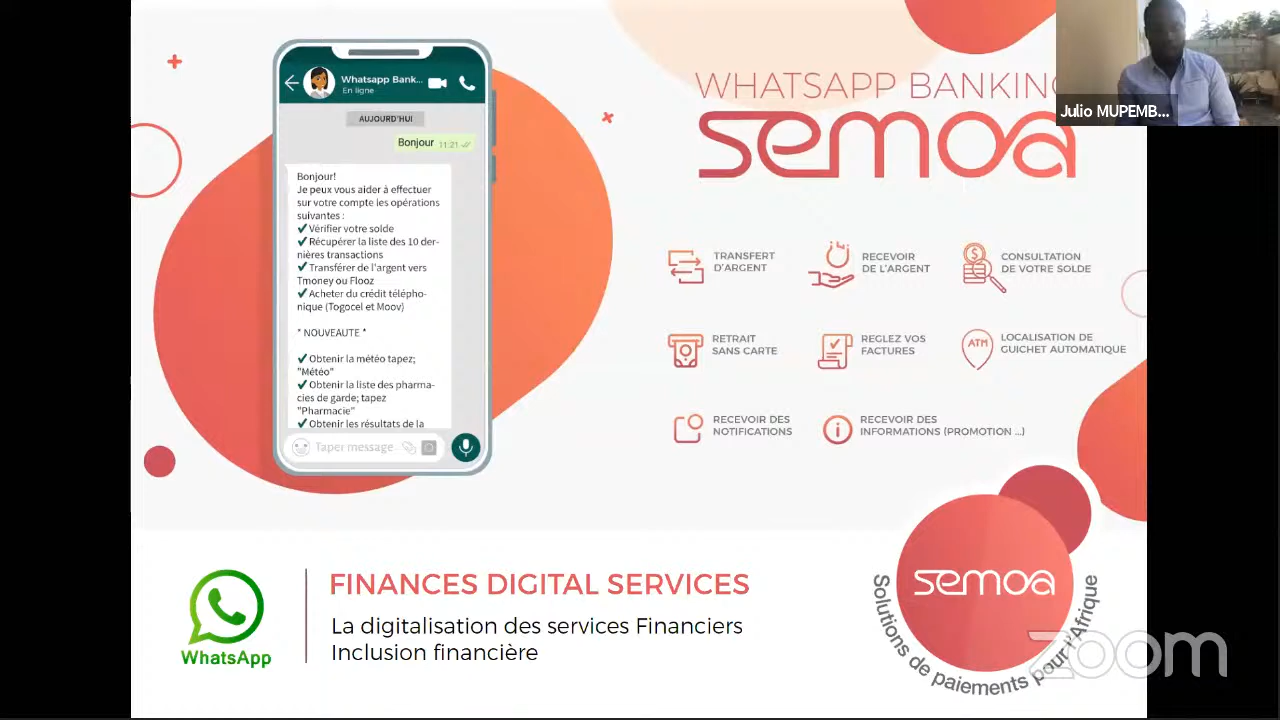 Whatsapp Bank...
En ligne
AUJOURD'HUI
Bonjour 11:21
Bonjour!
Je peux vous aider à effectuer
sur votre compte les opérations
suivantes :
✔Vérifier votre solde
✔Récupérer la liste des 10 der-
nières transactions
✔Transférer de l'argent vers
Tmoney ou Flooz
✔Acheter du crédit télépho-
nique (Togocel et Moov)
* NOUVEAUTE *
✔Obtenir la météo tapez;
"Météo"
✔Obtenir la liste des pharma-
cies de garde; tapez
"Pharmacie"
✔Obtenir les résultats de la
Taper message
WHATSAPP BANKING
semoa
Julio MUPEMB...
TRANSFERT
D'ARGENT
RECEVOIR
DE L'ARGENT
CONSULTATION
DE VOTRE SOLDE
RETRAIT
SANS CARTE
REGLEZ VOS
FACTURES
ATM
LOCALISATION DE
GUICHET AUTOMATIQUE
RECEVOIR DES
NOTIFICATIONS
RECEVOIR DES
INFORMATIONS (PROMOTION ...)
WhatsApp
FINANCES DIGITAL SERVICES
La digitalisation des services Financiers
Inclusion financière
semoa
Solutions de paiements pour l'Afrique
zoom